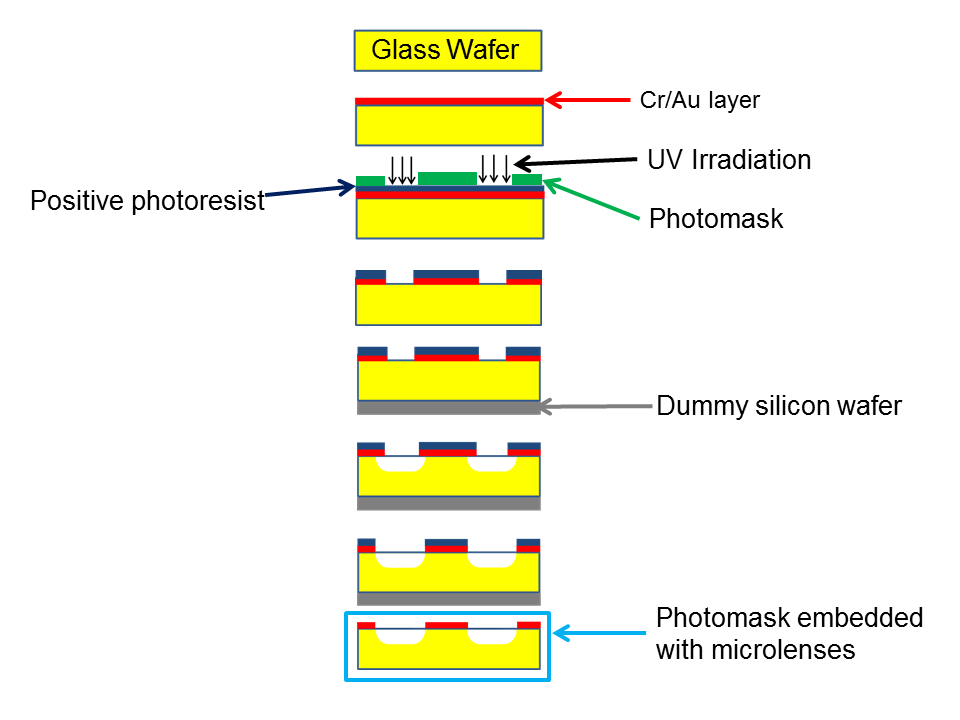 Glass Wafer
Cr/Au layer
UV Irradiation
Positive photoresist
Photomask
Dummy silicon wafer
Photomask embedded
with microlenses